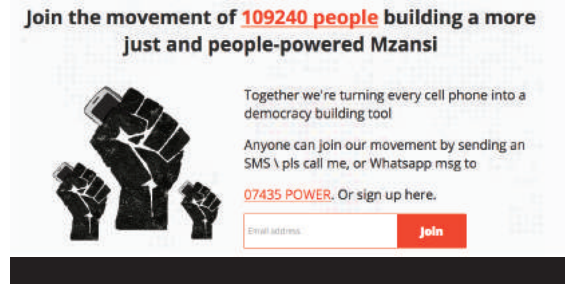 Join the movement of 109240 people building a more
just and people-powered Mzansi
Together we're turning every cell phone into a
democracy building tool
Anyone can join our movement by sending an
SMS \ pls call me, or Whatsapp msg to
07435 POWER. Or sign up here.
Email address.
Join